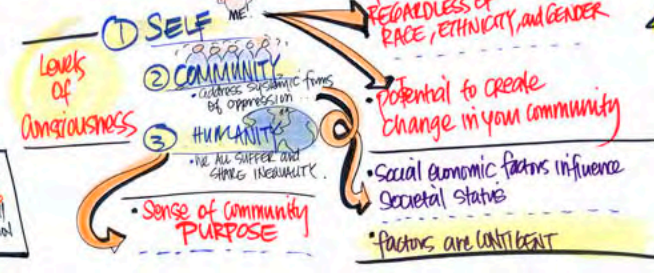 ME!
① SELF
Levels
of
Consiousness
② COMMUNITY
• address systemic forms
of oppression ...
③ HUMANITY
• WE ALL SUFFER and
SHARE INEQUALITY.
• Sense of Community
PURPOSE
REGARDLESS OF
RACE, ETHNICITY, and GENDER
• potential to create
change in your community
• Social economic factors influence
Societal Status
• factors are CONTIGENT